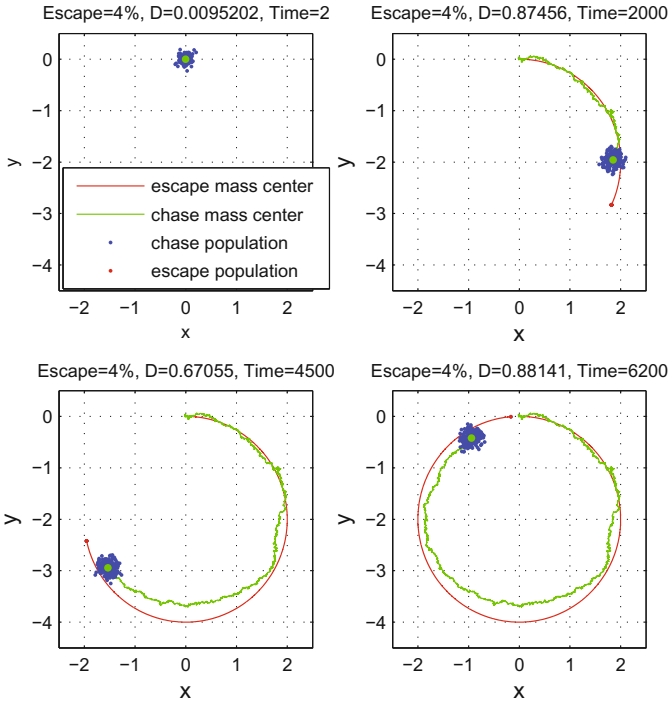 Escape=4%, D=0.0095202, Time=2
0
−1
−2
−3
−4
y
escape mass center
chase mass center
chase population
escape population
−2 −1 0 1 2
x
Escape=4%, D=0.87456, Time=2000
0
−1
−2
−3
−4
y
−2 −1 0 1 2
x
Escape=4%, D=0.67055, Time=4500
0
−1
−2
−3
−4
y
−2 −1 0 1 2
x
Escape=4%, D=0.88141, Time=6200
0
−1
−2
−3
−4
y
−2 −1 0 1 2
x